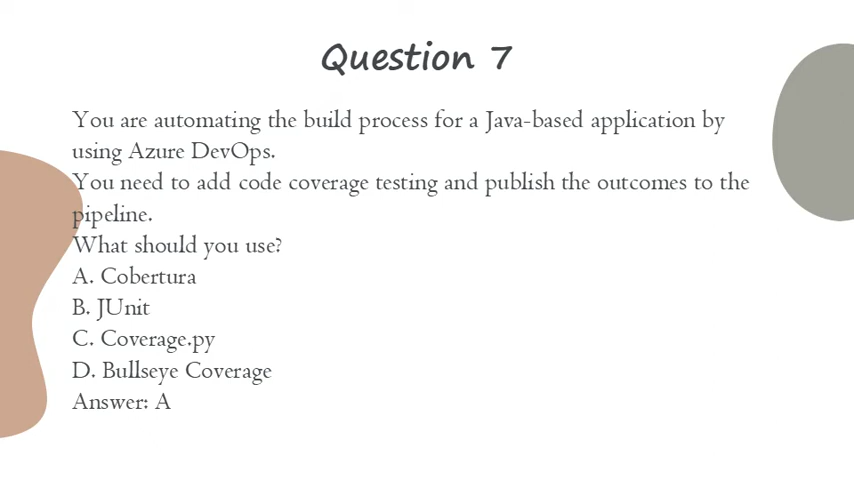 Question 7
You are automating the build process for a Java-based application by
using Azure DevOps.
You need to add code coverage testing and publish the outcomes to the
pipeline.
What should you use?
A. Cobertura
B. JUnit
C. Coverage.py
D. Bullseye Coverage
Answer: A